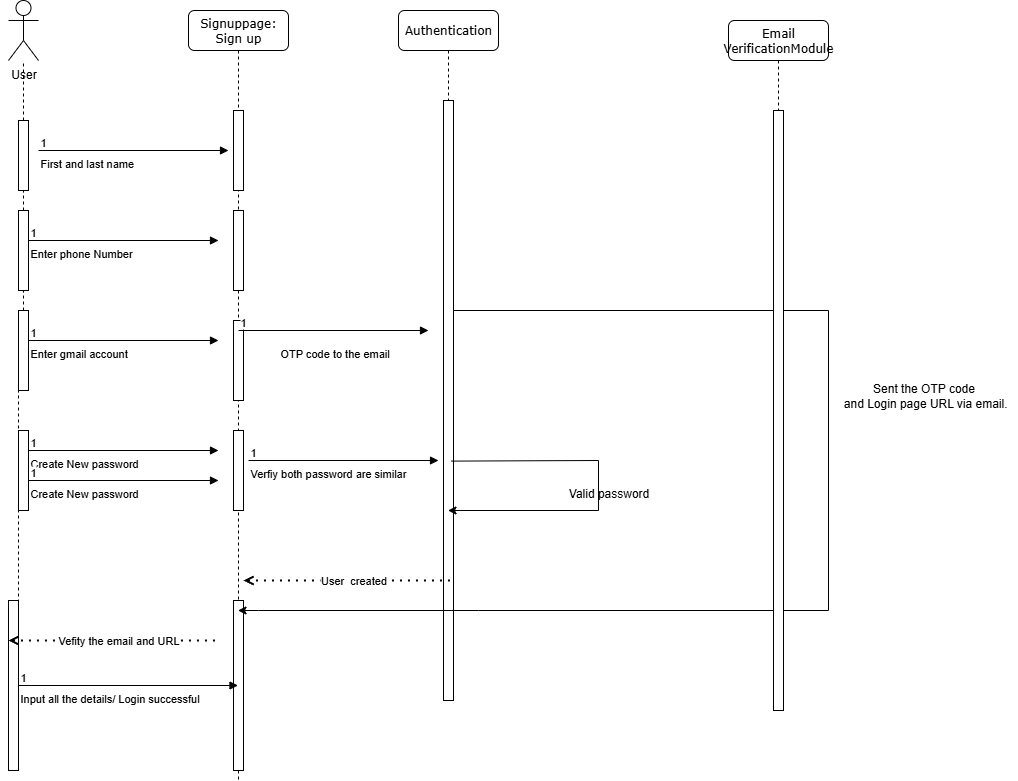 Signuppage:
Sign up
Authentication
Email
VerificationModule
User
1
First and last name
1
Enter phone Number
1
Enter gmail account
1
OTP code to the email
Sent the OTP code
and Login page URL via email.
1
Create New password
1
Create New password
1
Verfiy both password are similar
Valid password
User created
Vefity the email and URL
1
Input all the details/ Login successful